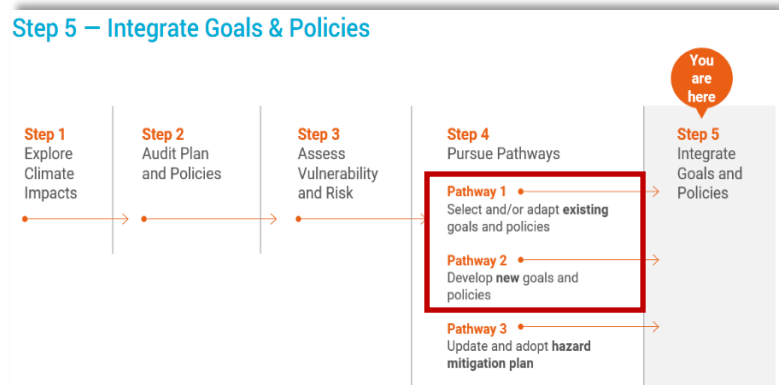 Step 5 — Integrate Goals & Policies
You
are
here
Step 1
Explore
Climate
Impacts
Step 2
Audit Plan
and Policies
Step 3
Assess
Vulnerability
and Risk
Step 4
Pursue Pathways
Pathway 1
Select and/or adapt existing
goals and policies
Pathway 2
Develop new goals and
policies
Pathway 3
Update and adopt hazard
mitigation plan
Step 5
Integrate
Goals and
Policies